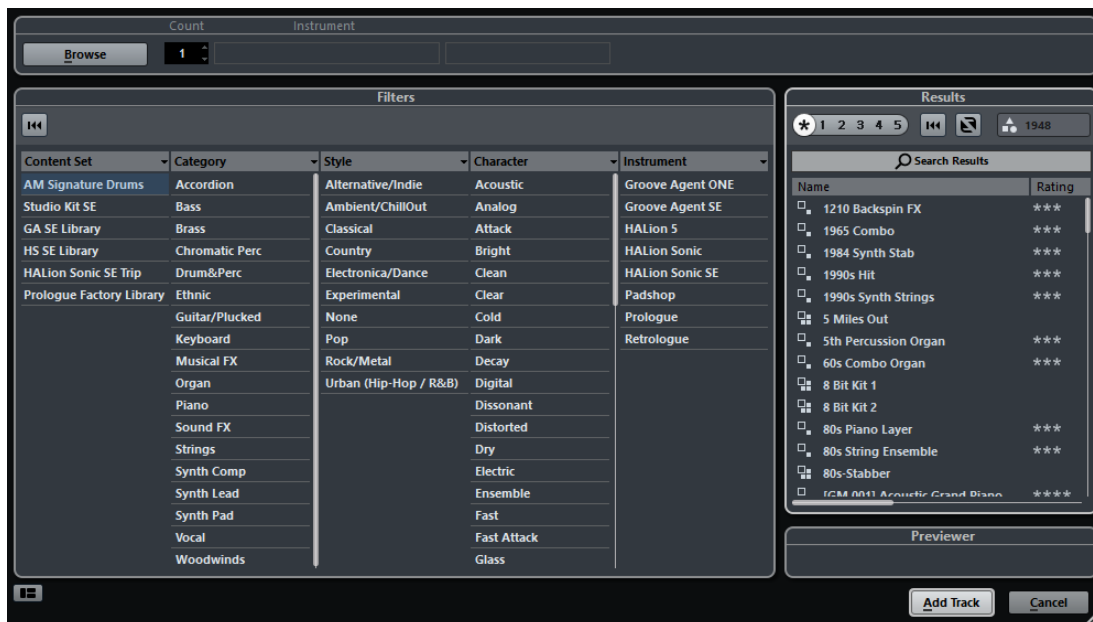 Count Instrument
Browse 1
Filters
Content Set Category Style Character Instrument
AM Signature Drums Accordion Alternative/Indie Acoustic Groove Agent ONE
Studio Kit SE Bass Ambient/ChillOut Analog Groove Agent SE
GA SE Library Brass Classical Attack HALion 5
HS SE Library Chromatic Perc Country Bright HALion Sonic
HALion Sonic SE Trip Drum&Perc Electronica/Dance Clean HALion Sonic SE
Prologue Factory Library Ethnic Experimental Clear Padshop
Guitar/Plucked None Cold Prologue
Keyboard Pop Dark Retrologue
Musical FX Rock/Metal Decay
Organ Urban (Hip-Hop / R&B) Digital
Piano Dissonant
Sound FX Distorted
Strings Dry
Synth Comp Electric
Synth Lead Ensemble
Synth Pad Fast
Vocal Fast Attack
Woodwinds Glass
Results
* 1 2 3 4 5 1948
Search Results
Name Rating
1210 Backspin FX ***
1965 Combo ***
1984 Synth Stab ***
1990s Hit ***
1990s Synth Strings ***
5 Miles Out
5th Percussion Organ ***
60s Combo Organ ***
8 Bit Kit 1
8 Bit Kit 2
80s Piano Layer ***
80s String Ensemble ***
80s-Stabber
[GM 001] Acoustic Grand Piano ****
Previewer
Add Track Cancel